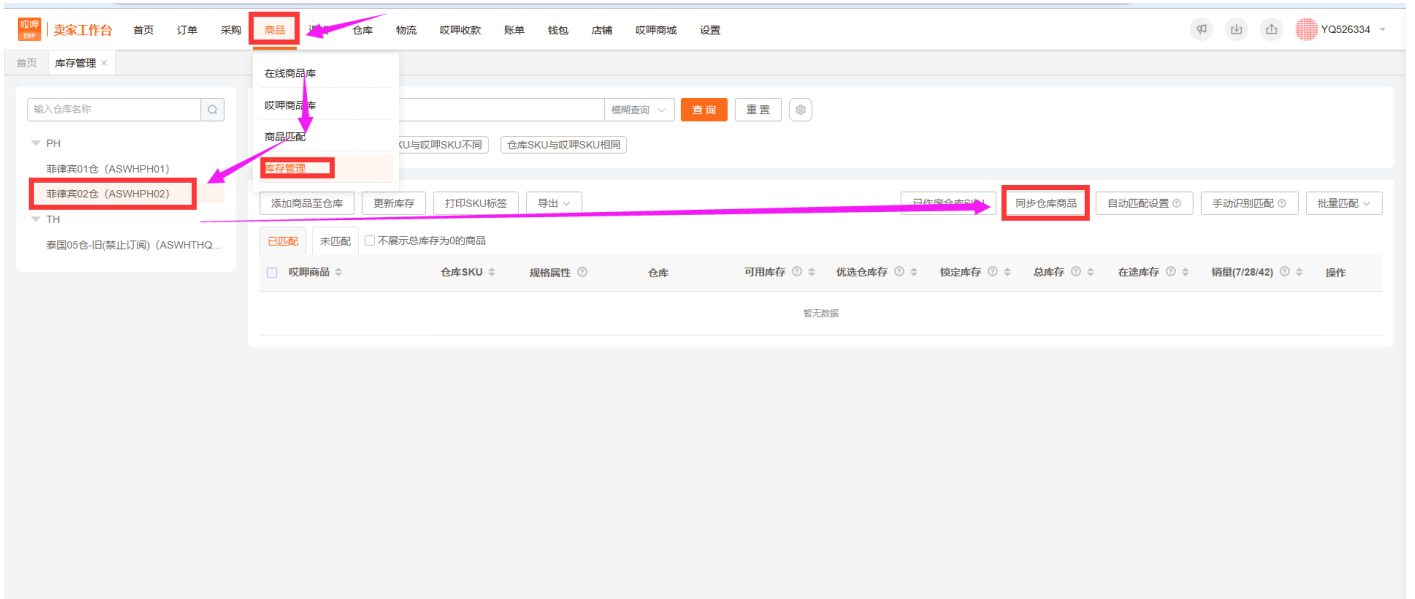 哎呷 ERP 卖家工作台 首页 订单 采购 商品 仓库 物流 哎呷收款 账单 钱包 店铺 哎呷商城 设置 YQ526334
首页 库存管理 ×
在线商品库
哎呷商品库
商品匹配
库存管理
输入仓库名称
PH
菲律宾01仓（ASWHPH01）
菲律宾02仓（ASWHPH02）
TH
泰国05仓-旧(禁止订阅)（ASWHTHQ...
模糊查询 查询 重置
KU与哎呷SKU不同 仓库SKU与哎呷SKU相同
添加商品至仓库 更新库存 打印SKU标签 导出 已作废仓库SKU 同步仓库商品 自动匹配设置 手动识别匹配 批量匹配
已匹配 未匹配 不展示总库存为0的商品
哎呷商品 仓库SKU 规格属性 仓库 可用库存 优选仓库存 锁定库存 总库存 在途库存 销量(7/28/42) 操作
暂无数据